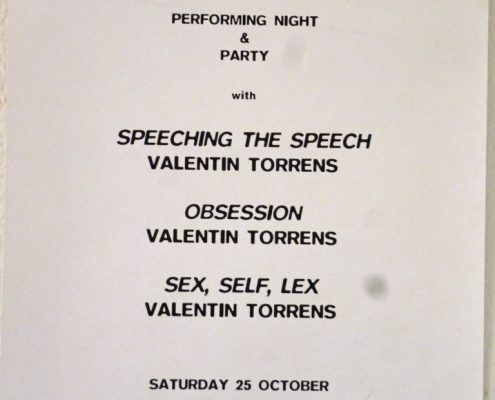 PERFORMING NIGHT
&
PARTY
with
SPEECHING THE SPEECH
VALENTIN TORRENS
OBSESSION
VALENTIN TORRENS
SEX, SELF, LEX
VALENTIN TORRENS
SATURDAY 25 OCTOBER